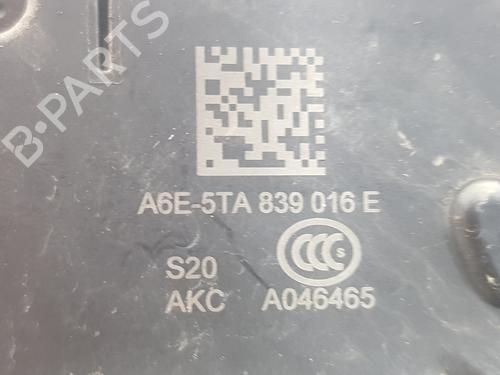 B-PARTS
A6E-5TA 839 016 E
CCC S
S20
AKC A046465